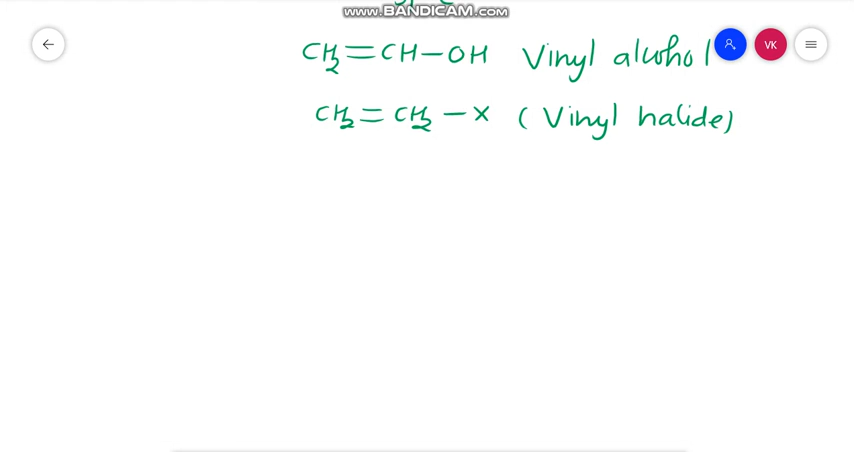 www.BANDICAM.com
CH₂=CH-OH Vinyl alcohol
VK
CH₂=CH₂-X (Vinyl halide)